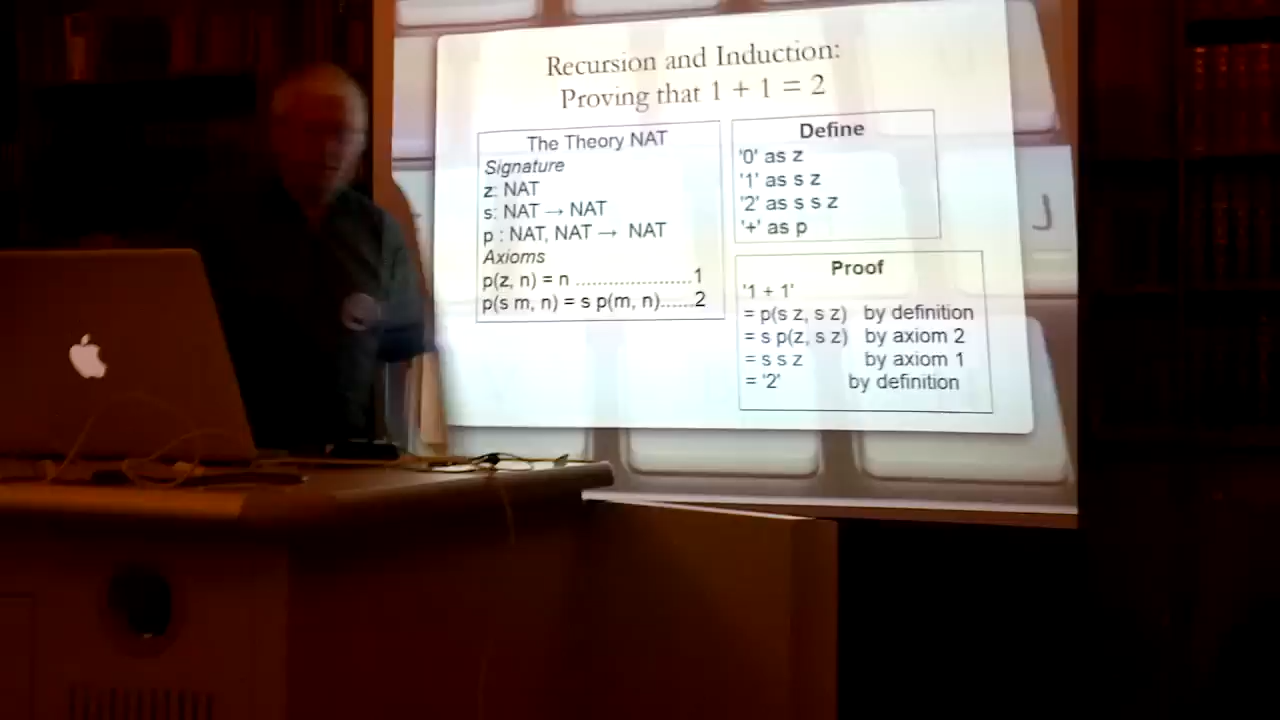 Recursion and Induction:
Proving that 1 + 1 = 2
The Theory NAT
Signature
z: NAT
s: NAT → NAT
p : NAT, NAT → NAT
Axioms
p(z, n) = n .....................1
p(s m, n) = s p(m, n)......2
Define
'0' as z
'1' as s z
'2' as s s z
'+' as p
Proof
'1 + 1'
= p(s z, s z) by definition
= s p(z, s z) by axiom 2
= s s z by axiom 1
= '2' by definition
J